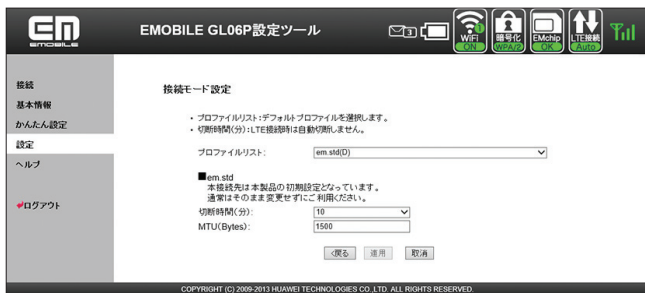 EM
EMOBILE
EMOBILE GL06P設定ツール
3
1
WiFi
ON
暗号化
WPA/2
EMchip
OK
LTE接続
Auto
接続
基本情報
かんたん設定
設定
ヘルプ
ログアウト
接続モード設定
・プロファイルリスト:デフォルトプロファイルを選択します。
・切断時間(分):LTE接続時は自動切断しません。
プロファイルリスト: em.std(D)
■em.std
本接続先は本製品の初期設定となっています。
通常はそのまま変更せずにご利用ください。
切断時間(分): 10
MTU(Bytes): 1500
<戻る 適用 取消
COPYRIGHT (C) 2009-2013 HUAWEI TECHNOLOGIES CO.,LTD. ALL RIGHTS RESERVED.